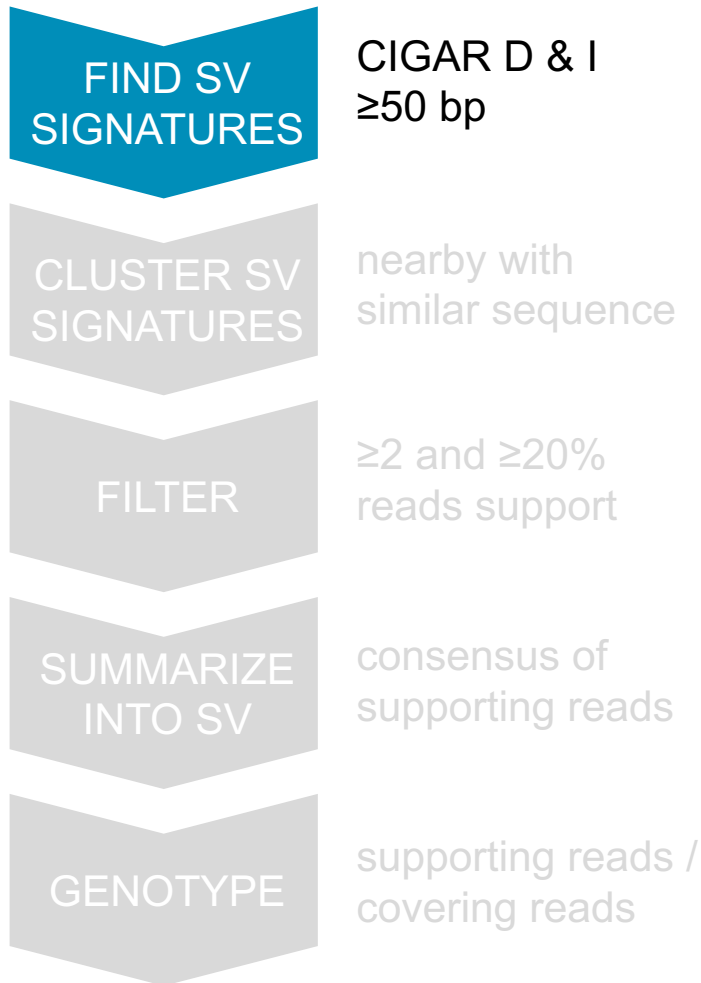 FIND SV
SIGNATURES
CIGAR D & I
≥50 bp
CLUSTER SV
SIGNATURES
nearby with
similar sequence
FILTER
≥2 and ≥20%
reads support
SUMMARIZE
INTO SV
consensus of
supporting reads
GENOTYPE
supporting reads /
covering reads